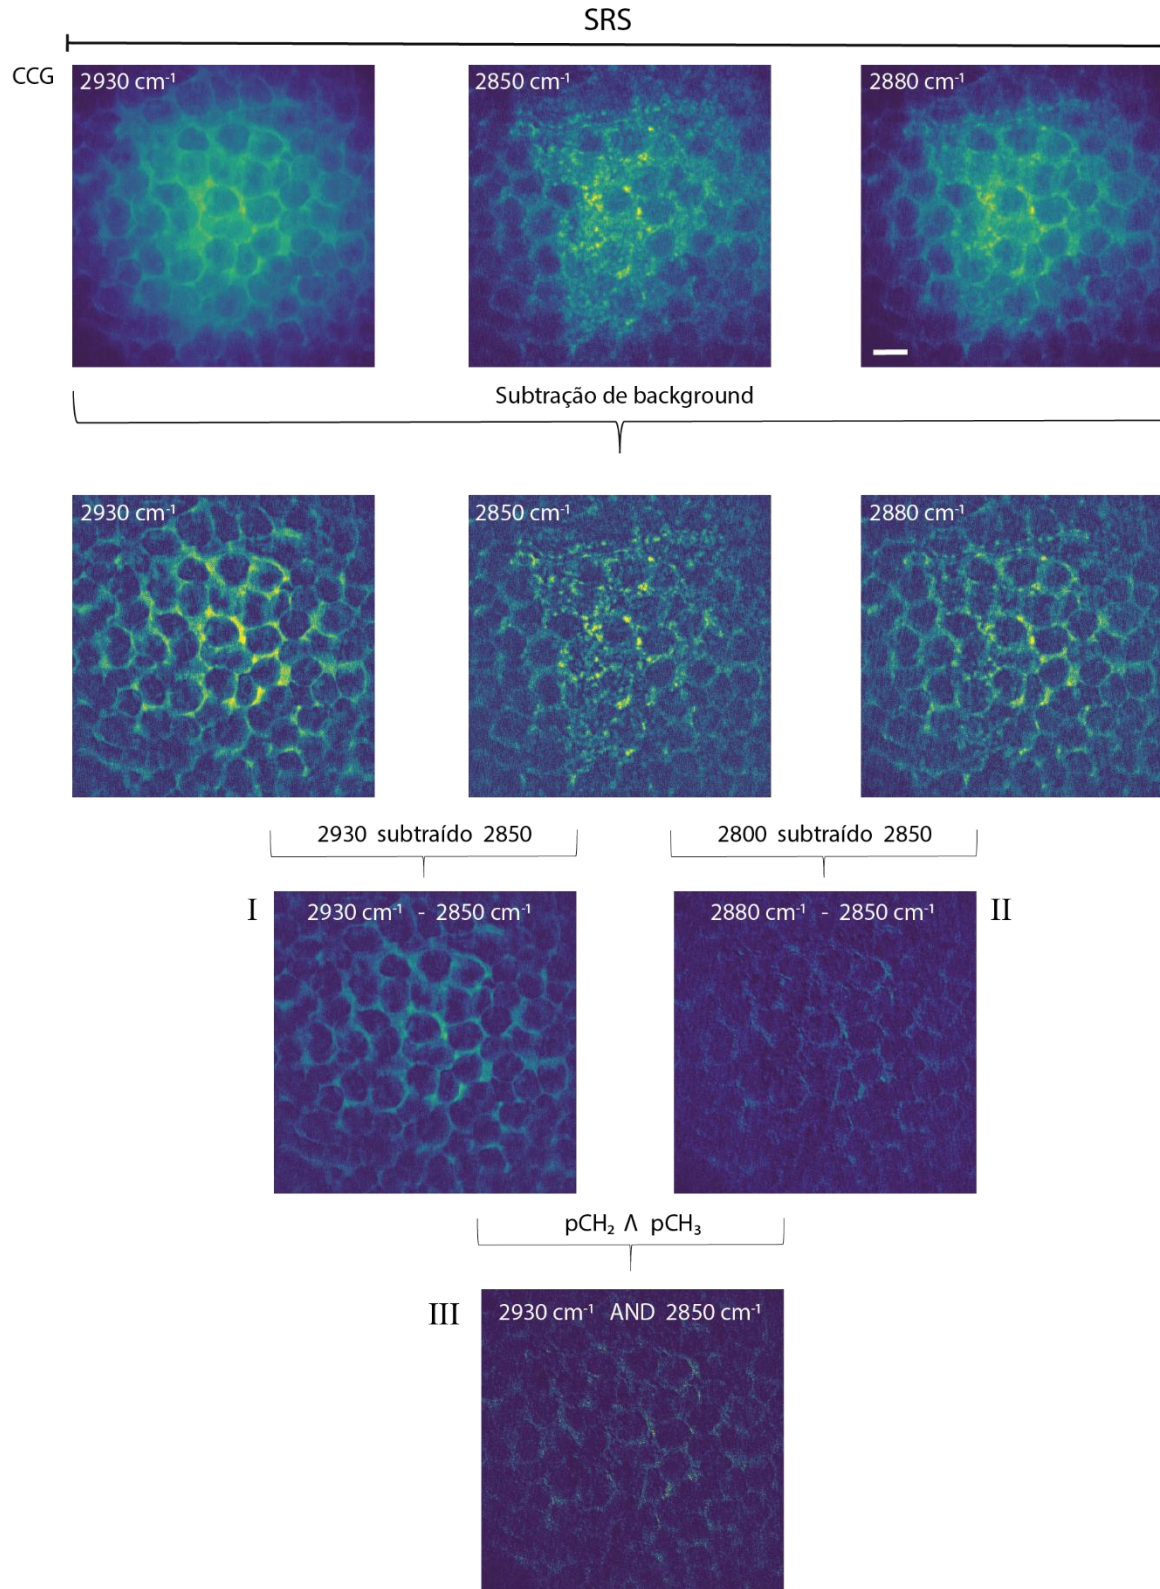 SRS
CCG
2930 cm⁻¹
2850 cm⁻¹
2880 cm⁻¹
Subtração de background
2930 cm⁻¹
2850 cm⁻¹
2880 cm⁻¹
2930 subtraído 2850
2800 subtraído 2850
I
2930 cm⁻¹ - 2850 cm⁻¹
2880 cm⁻¹ - 2850 cm⁻¹
II
pCH₂ Λ pCH₃
III
2930 cm⁻¹ AND 2850 cm⁻¹